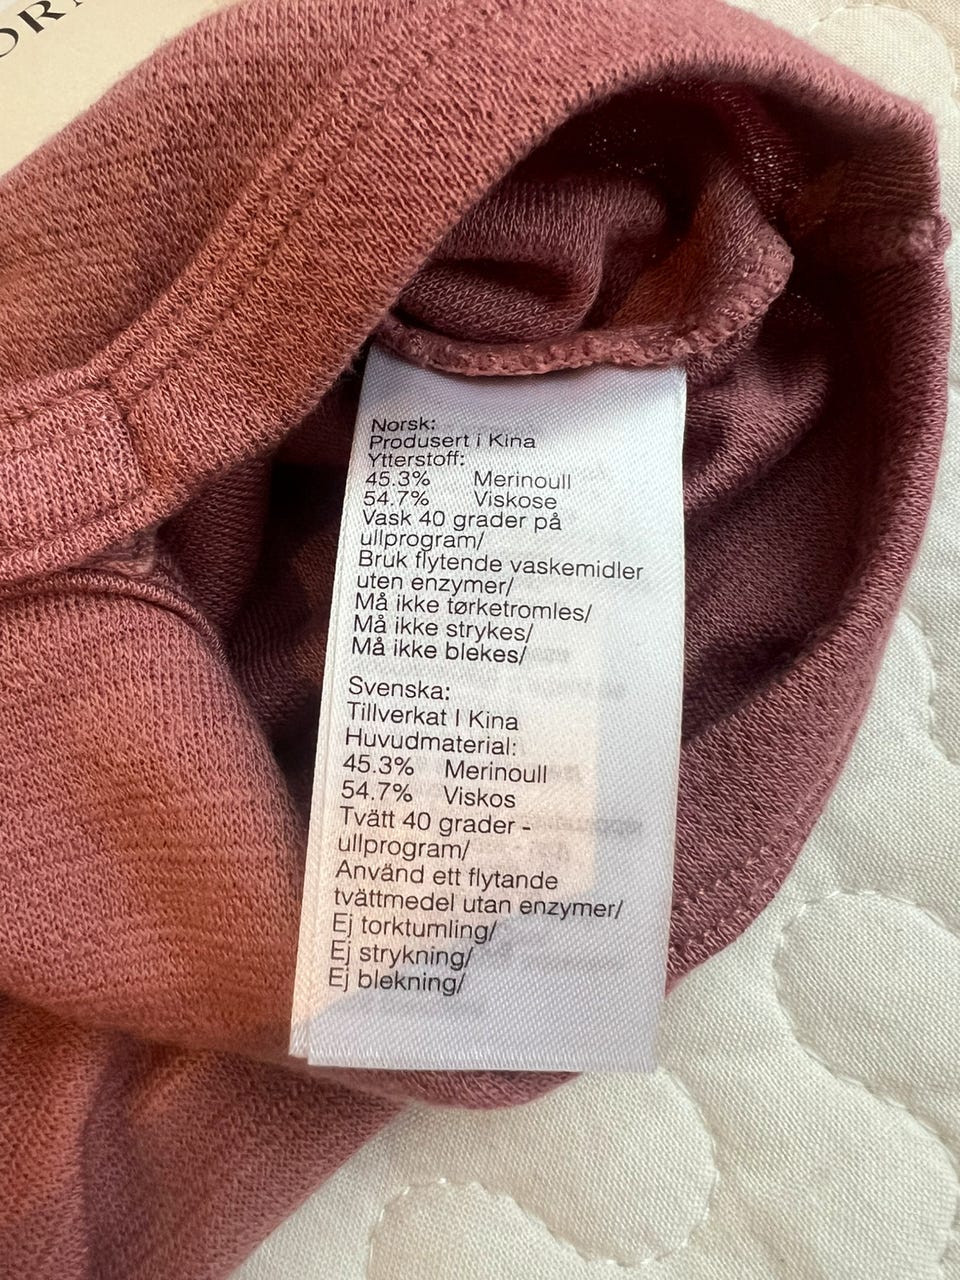 Norsk:
Produsert i Kina
Ytterstoff:
45.3% Merinoull
54.7% Viskose
Vask 40 grader på
ullprogram/
Bruk flytende vaskemidler
uten enzymer/
Må ikke tørketromles/
Må ikke strykes/
Må ikke blekes/
Svenska:
Tillverkat I Kina
Huvudmaterial:
45.3% Merinoull
54.7% Viskos
Tvätt 40 grader -
ullprogram/
Använd ett flytande
tvättmedel utan enzymer/
Ej torktumling/
Ej strykning/
Ej blekning/